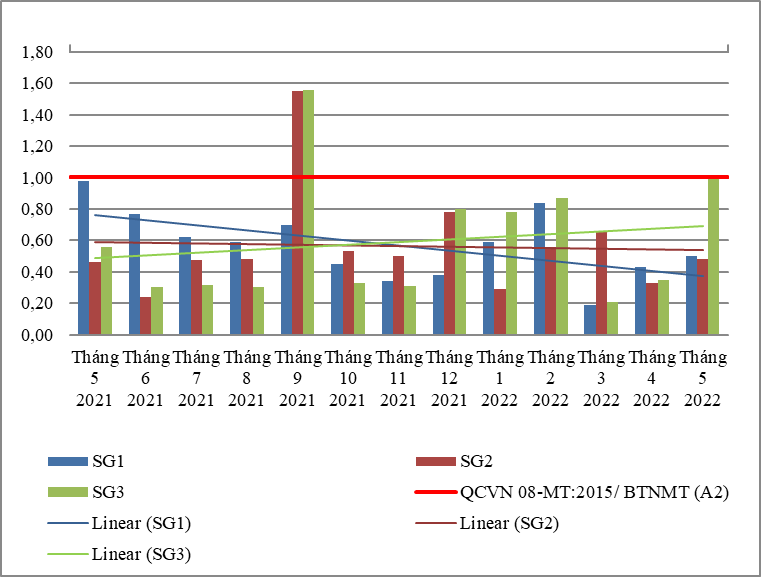 1,80
1,60
1,40
1,20
1,00
0,80
0,60
0,40
0,20
0,00
Tháng Tháng Tháng Tháng Tháng Tháng Tháng Tháng Tháng Tháng Tháng Tháng Tháng
5 6 7 8 9 10 11 12 1 2 3 4 5
2021 2021 2021 2021 2021 2021 2021 2021 2022 2022 2022 2022 2022
SG1 SG2
SG3 QCVN 08-MT:2015/ BTNMT (A2)
Linear (SG1) Linear (SG2)
Linear (SG3)